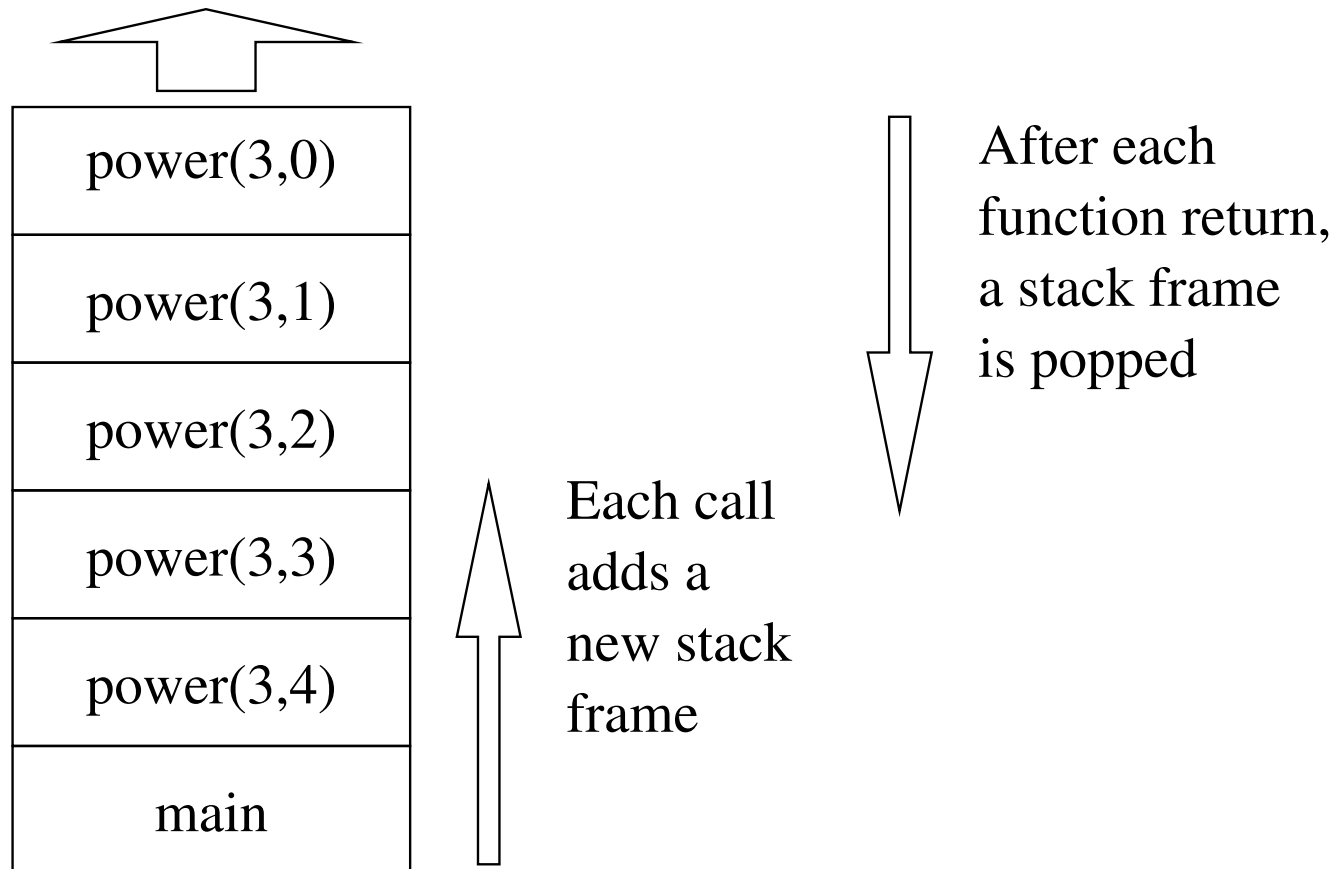 power(3,0)
power(3,1)
power(3,2)
power(3,3)
power(3,4)
main
Each call
adds a
new stack
frame
After each
function return,
a stack frame
is popped